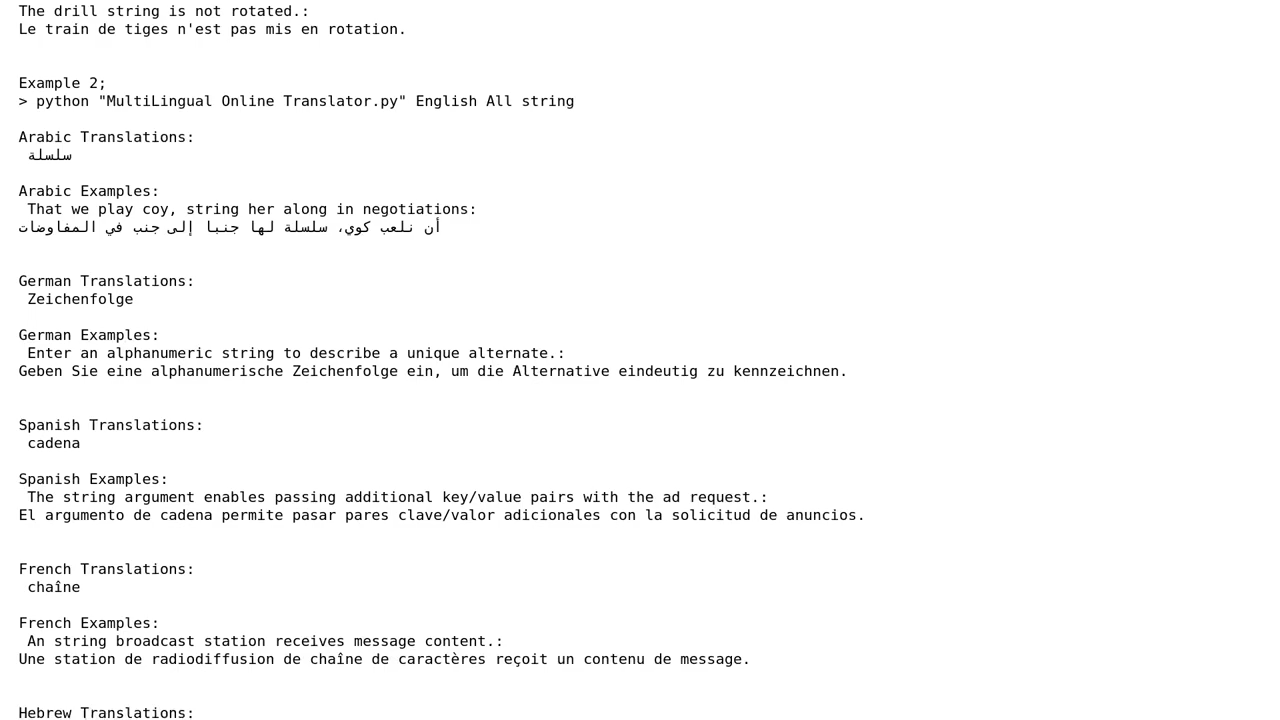 The drill string is not rotated.:
Le train de tiges n'est pas mis en rotation.
Example 2;
> python "MultiLingual Online Translator.py" English All string
Arabic Translations:
سلسلة
Arabic Examples:
That we play coy, string her along in negotiations:
أن نلعب كوي، سلسلة لها جنبا إلى جنب في المفاوضات
German Translations:
Zeichenfolge
German Examples:
Enter an alphanumeric string to describe a unique alternate.:
Geben Sie eine alphanumerische Zeichenfolge ein, um die Alternative eindeutig zu kennzeichnen.
Spanish Translations:
cadena
Spanish Examples:
The string argument enables passing additional key/value pairs with the ad request.:
El argumento de cadena permite pasar pares clave/valor adicionales con la solicitud de anuncios.
French Translations:
chaîne
French Examples:
An string broadcast station receives message content.:
Une station de radiodiffusion de chaîne de caractères reçoit un contenu de message.
Hebrew Translations: